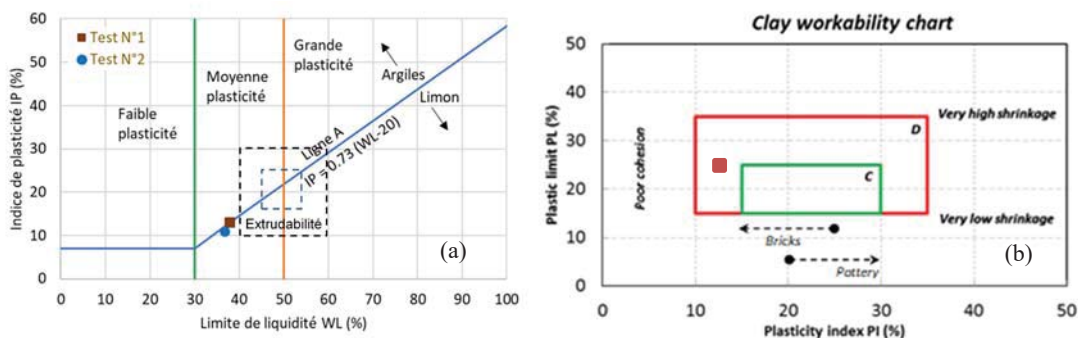 60
50
40
30
20
10
0
Indice de plasticité IP (%)
Test N°1
Test N°2
Faible
plasticité
Moyenne
plasticité
Grande
plasticité
Argiles
Limon
Ligne A
IP = 0.73 (WL-20)
Extrudabilité
(a)
0 10 20 30 40 50 60 70 80 90 100
Limite de liquidité WL (%)
Clay workability chart
50
40
30
20
10
0
Plastic limit PL (%)
Poor cohesion
Very high shrinkage
D
C
Very low shrinkage
Bricks
Pottery
(b)
0 10 20 30 40 50
Plasticity index PI (%)